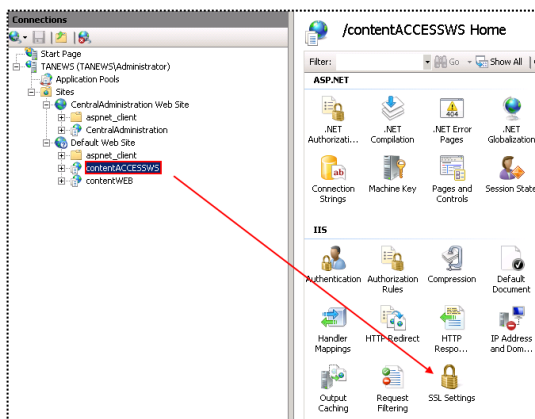 Connections
Start Page
TANEWS (TANEWS\Administrator)
Application Pools
Sites
CentralAdministration Web Site
aspnet_client
CentralAdministration
Default Web Site
aspnet_client
contentACCESSWS
contentWEB
/contentACCESSWS Home
Filter: Go Show All
ASP.NET
.NET Authorizati...
.NET Compilation
404
.NET Error Pages
.NET Globalization
ab
Connection Strings
Machine Key
Pages and Controls
Session State
IIS
Authentication
Authorization Rules
Compression
Default Document
Handler Mappings
HTTP Redirect
HTTP Respo...
IP Address and Dom...
Output Caching
Request Filtering
SSL Settings